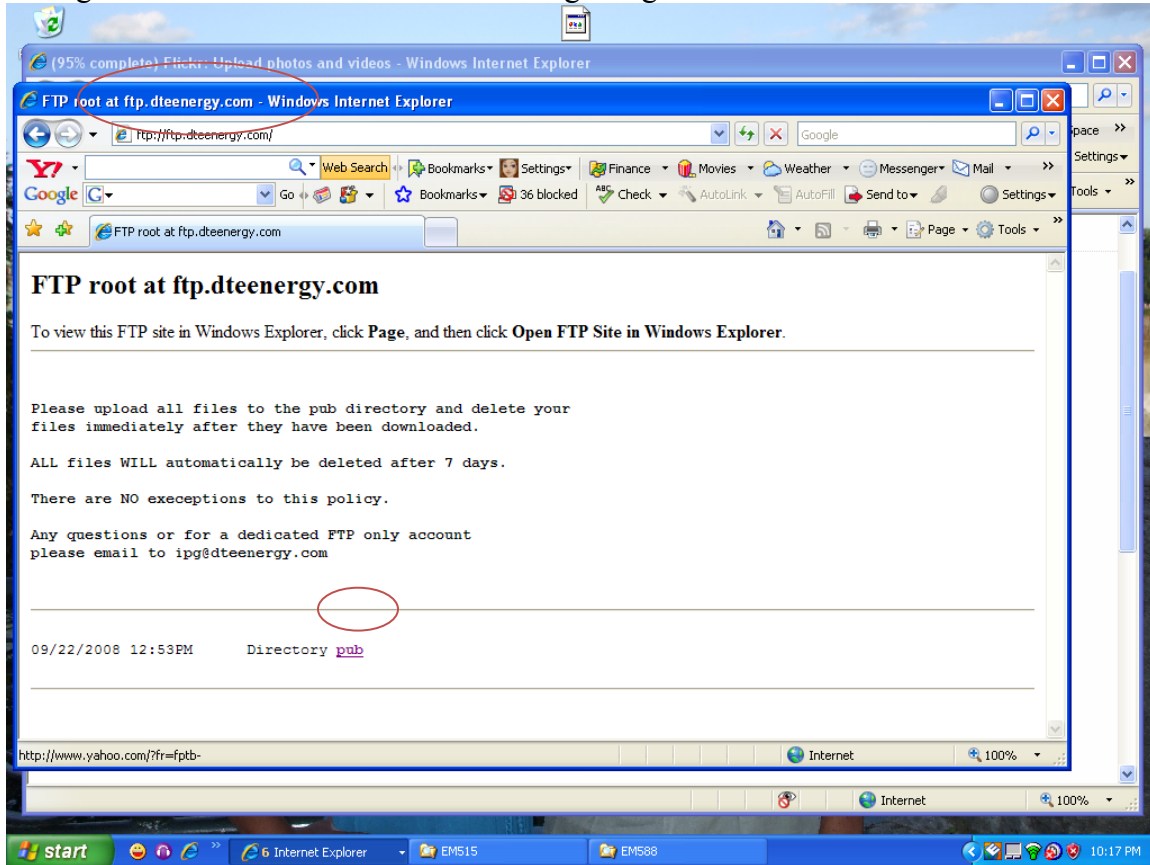 (95% complete) Flickr: Upload photos and videos - Windows Internet Explorer
FTP root at ftp.dteenergy.com - Windows Internet Explorer
ftp://ftp.dteenergy.com/
Google
Space
Web Search
Bookmarks
Settings
Finance
Movies
Weather
Messenger
Mail
Settings
Google
G
Go
Bookmarks
36 blocked
Check
AutoLink
AutoFill
Send to
Settings
Tools
FTP root at ftp.dteenergy.com
Page
Tools
FTP root at ftp.dteenergy.com
To view this FTP site in Windows Explorer, click Page, and then click Open FTP Site in Windows Explorer.
Please upload all files to the pub directory and delete your
files immediately after they have been downloaded.
ALL files WILL automatically be deleted after 7 days.
There are NO execeptions to this policy.
Any questions or for a dedicated FTP only account
please email to ipg@dteenergy.com
09/22/2008 12:53PM Directory pub
http://www.yahoo.com/?fr=fptb-
Internet
100%
Internet
100%
start
6 Internet Explorer
EM515
EM588
10:17 PM